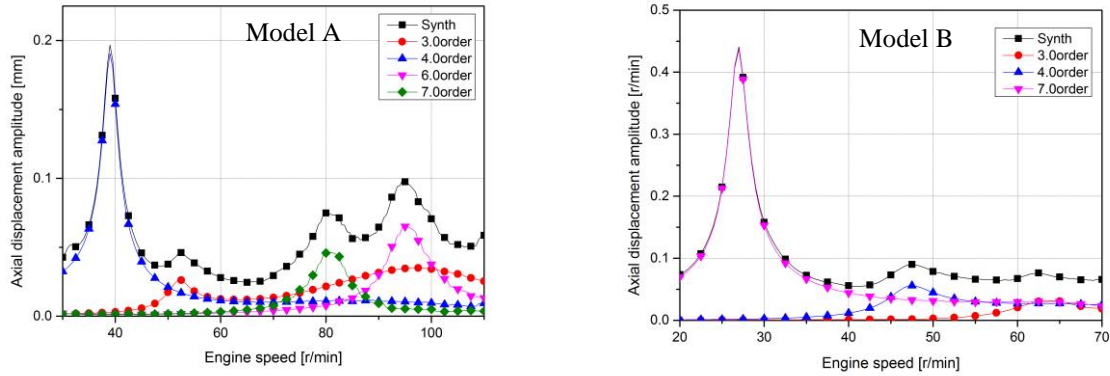 Model A
Synth
3.0order
4.0order
6.0order
7.0order
Axial displacement amplitude [mm]
0.2
0.1
0.0
40
60
80
100
Engine speed [r/min]
Model B
Synth
3.0order
4.0order
7.0order
Axial displacement amplitude [r/min]
0.5
0.4
0.3
0.2
0.1
0.0
20
30
40
50
60
70
Engine speed [r/min]